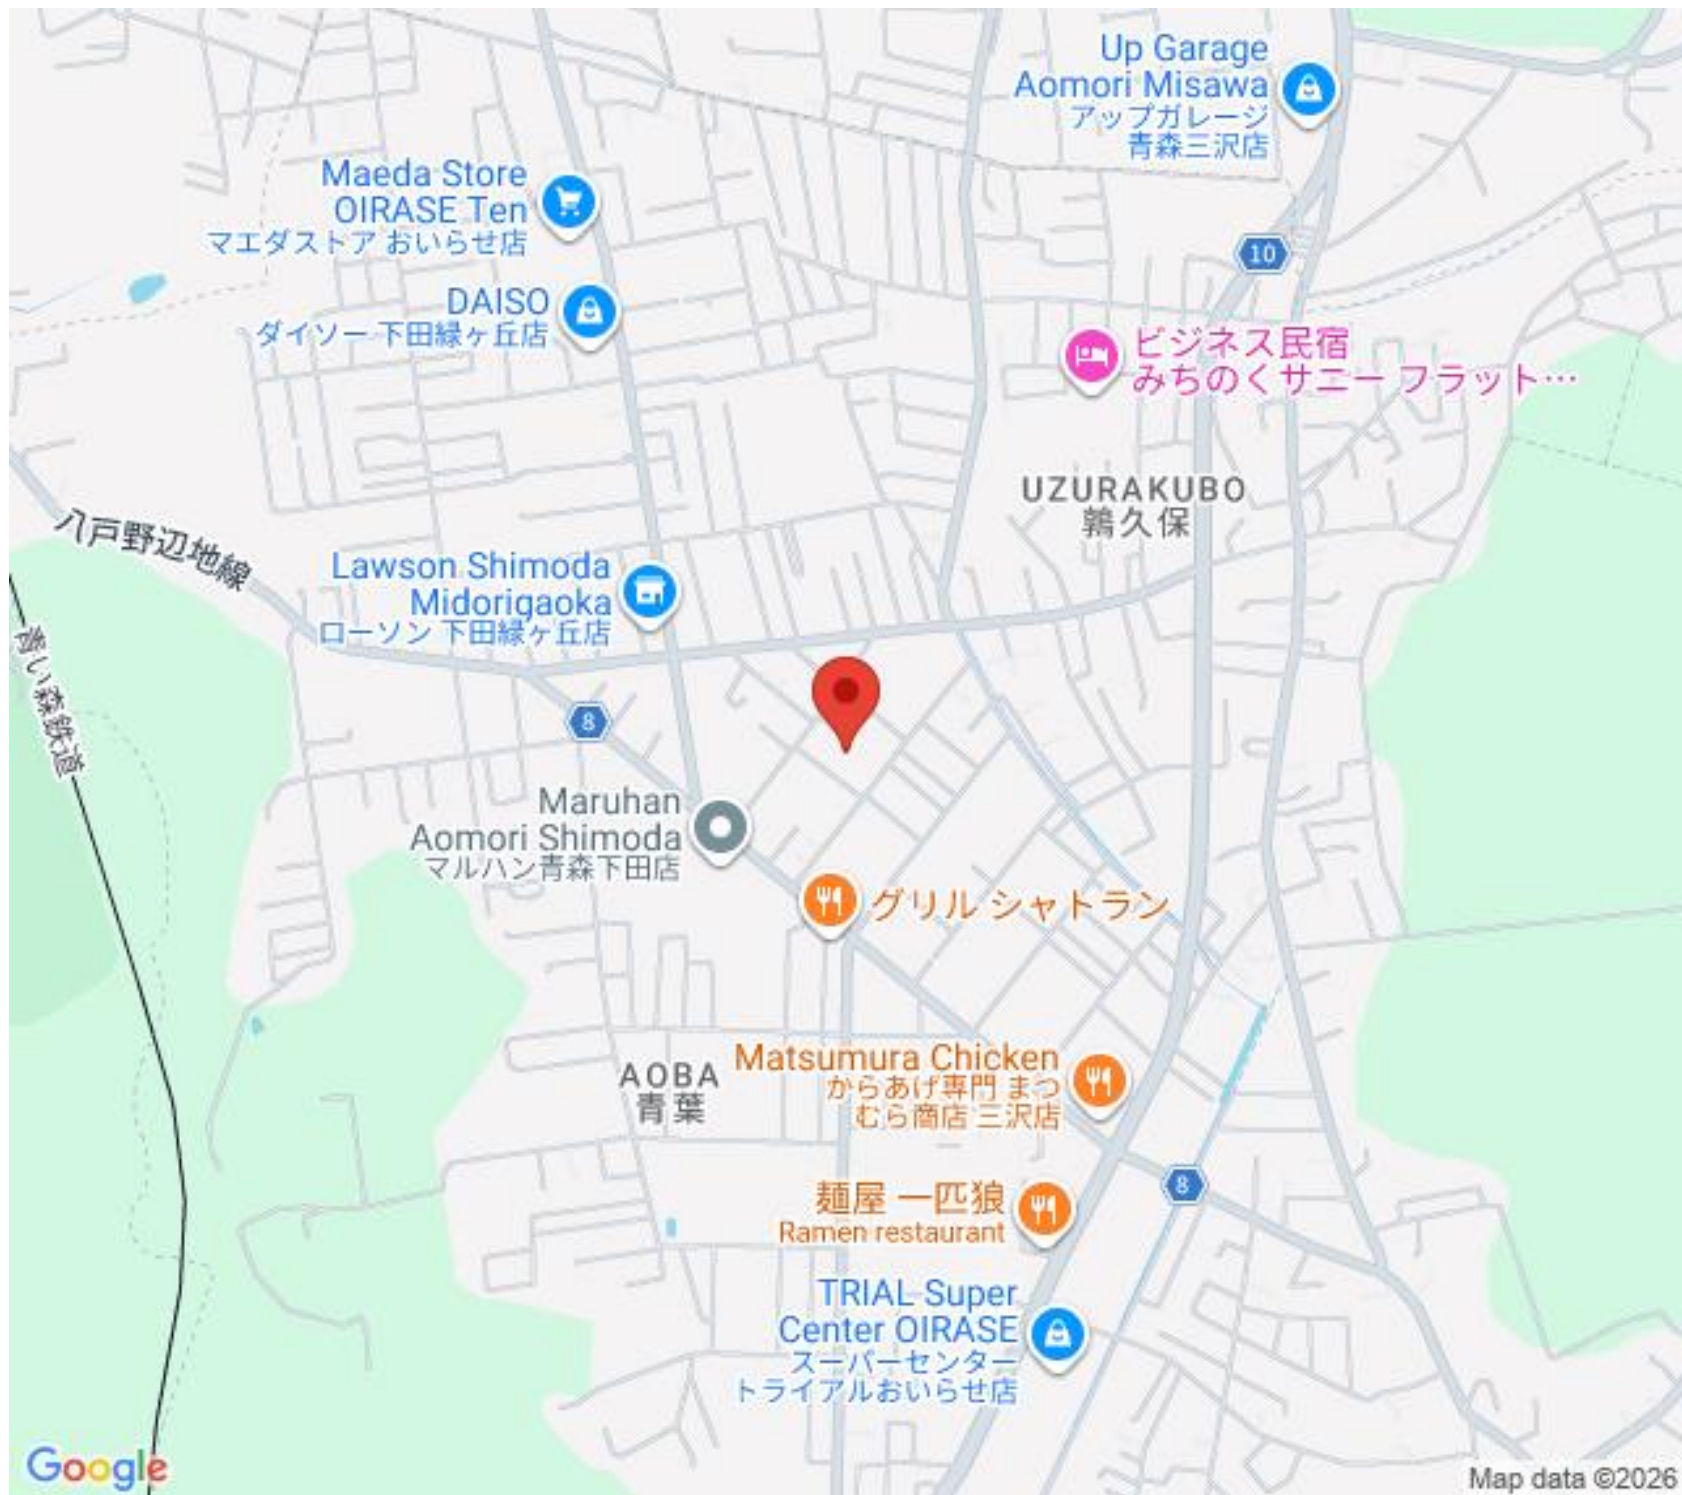 Up Garage
Aomori Misawa
アップガレージ
青森三沢店
Maeda Store
OIRASE Ten
マエダストア おいらせ店
10
DAISO
ダイソー 下田緑ヶ丘店
ビジネス民宿
みちのくサニー フラット…
UZURAKUBO
鶉久保
八戸野辺地線
Lawson Shimoda
Midorigaoka
ローソン 下田緑ヶ丘店
青い森鉄道
8
Maruhan
Aomori Shimoda
マルハン青森下田店
グリル シャトラン
AOBA
青葉
Matsumura Chicken
からあげ専門 まつ
むら商店 三沢店
8
麺屋 一匹狼
Ramen restaurant
TRIAL Super
Center OIRASE
スーパーセンター
トライアルおいらせ店
Google
Map data ©2026